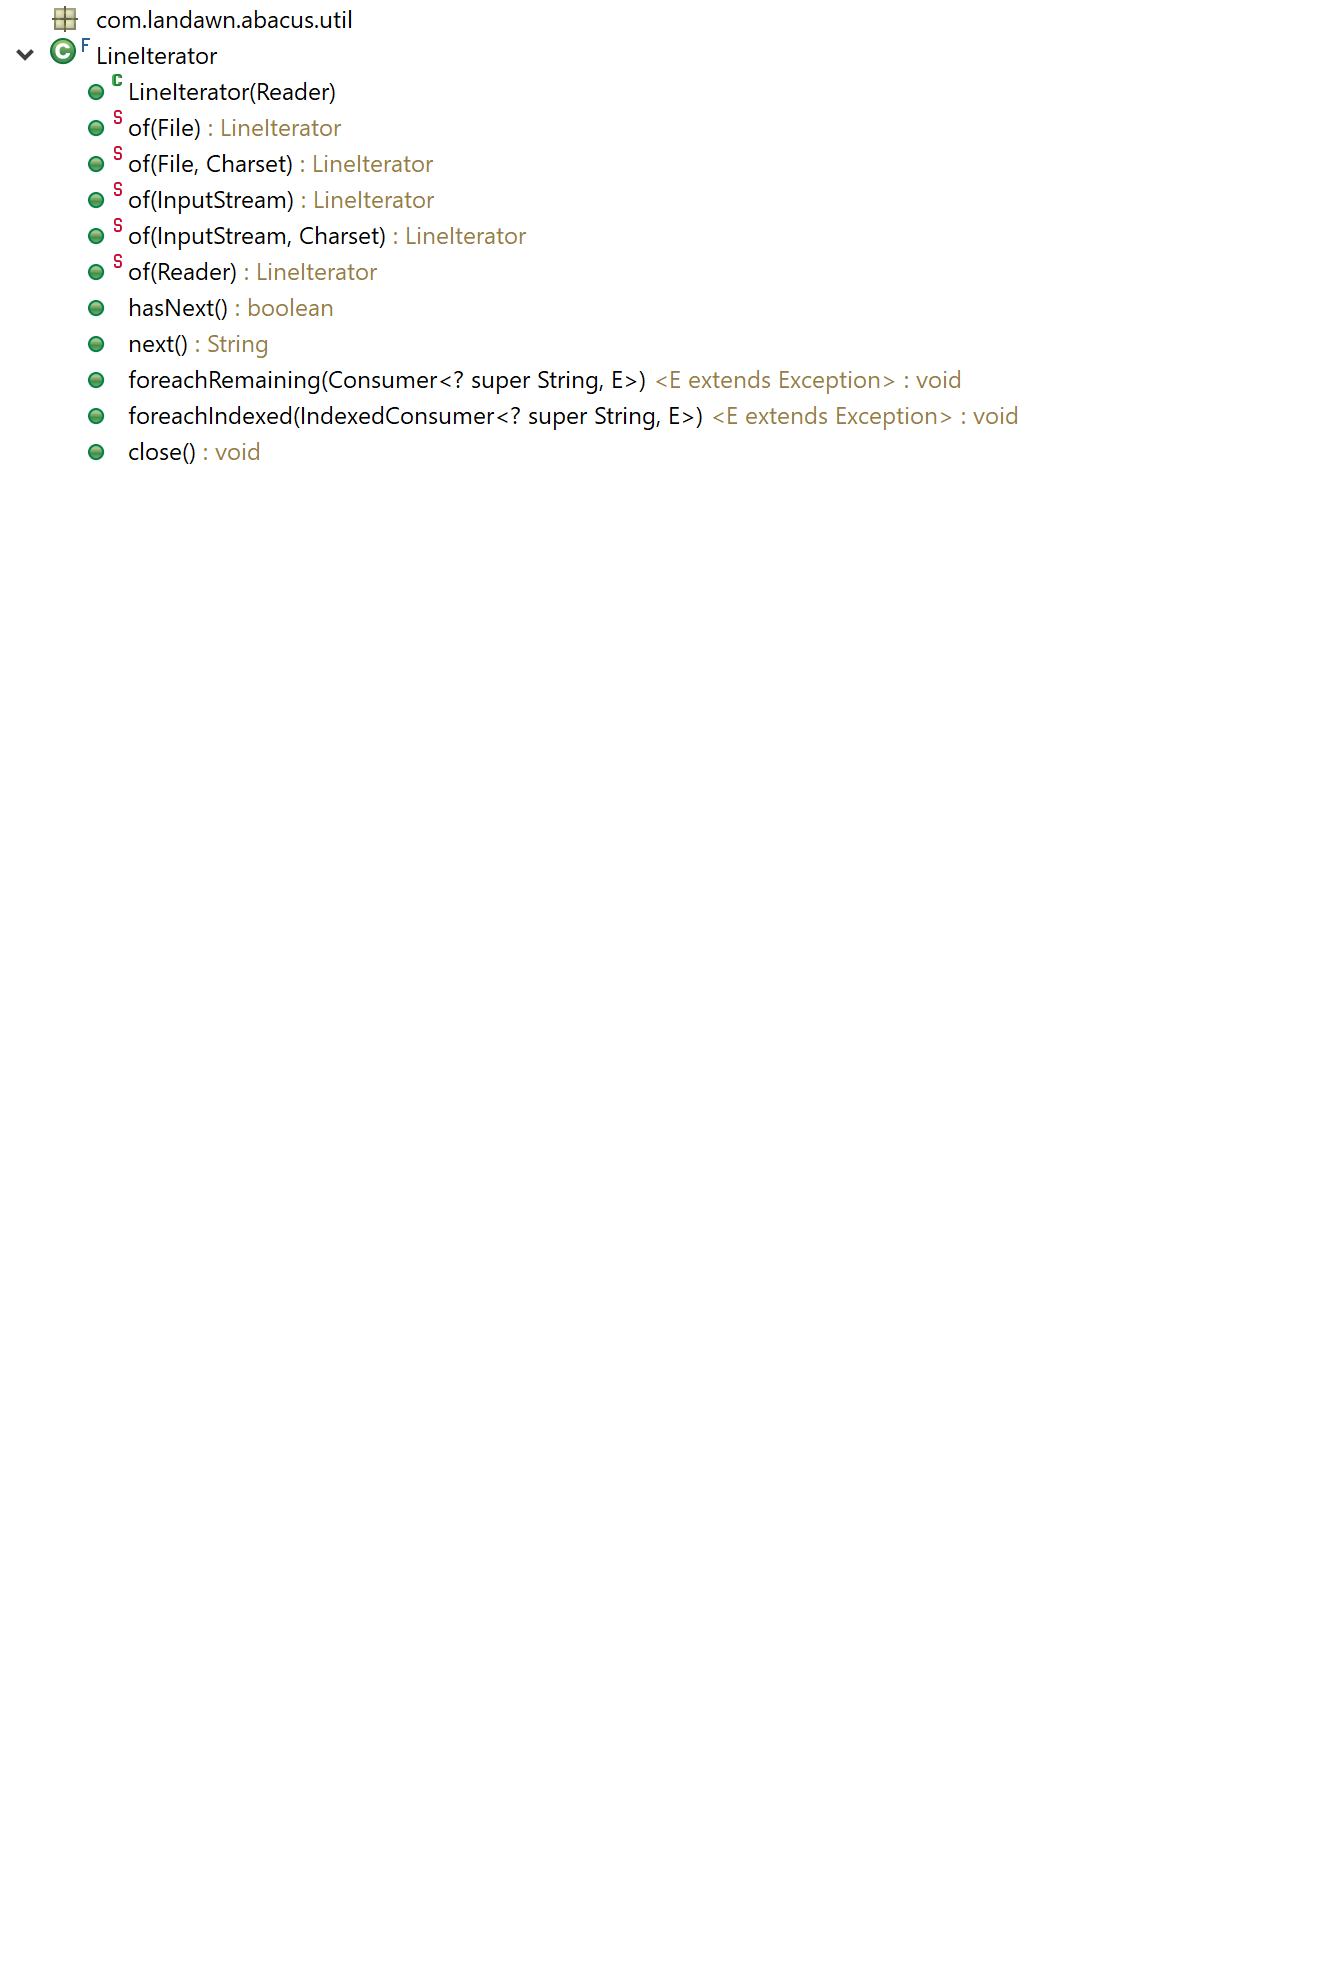 com.landawn.abacus.util
C F LineIterator
C LineIterator(Reader)
S of(File) : LineIterator
S of(File, Charset) : LineIterator
S of(InputStream) : LineIterator
S of(InputStream, Charset) : LineIterator
S of(Reader) : LineIterator
hasNext() : boolean
next() : String
foreachRemaining(Consumer<? super String, E>) <E extends Exception> : void
foreachIndexed(IndexedConsumer<? super String, E>) <E extends Exception> : void
close() : void